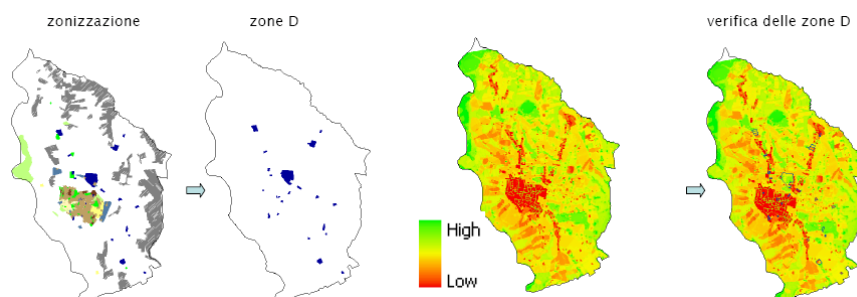 zonizzazione
zone D
verifica delle zone D
High
Low